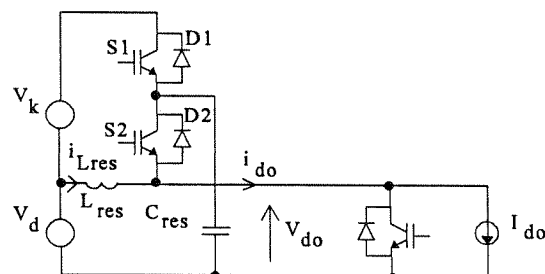 S1
D1
V_k
S2
D2
i_Lres
i_do
L_res
C_res
V_d
V_do
I_do